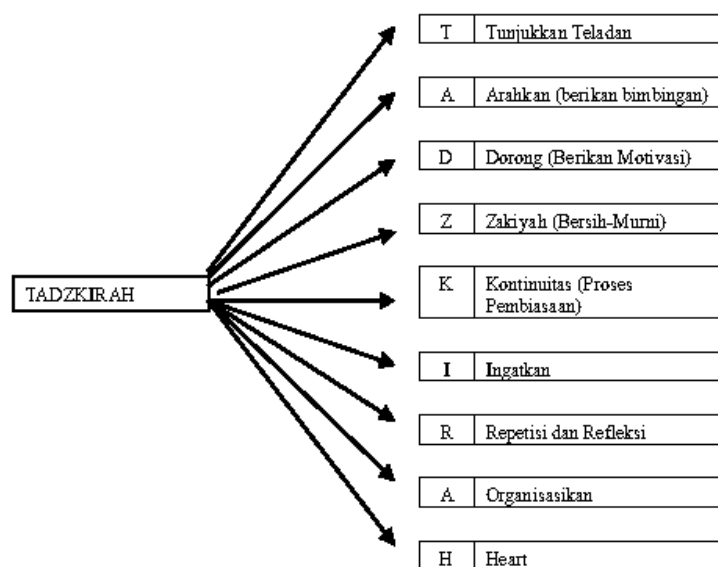 T Tunjukkan Teladan
A Arahkan (berikan bimbingan)
D Dorong (Berikan Motivasi)
Z Zakiyah (Bersih-Murni)
TADZKIRAH
K Kontinuitas (Proses
Pembiasaan)
I Ingatkan
R Repetisi dan Refleksi
A Organisasikan
H Heart